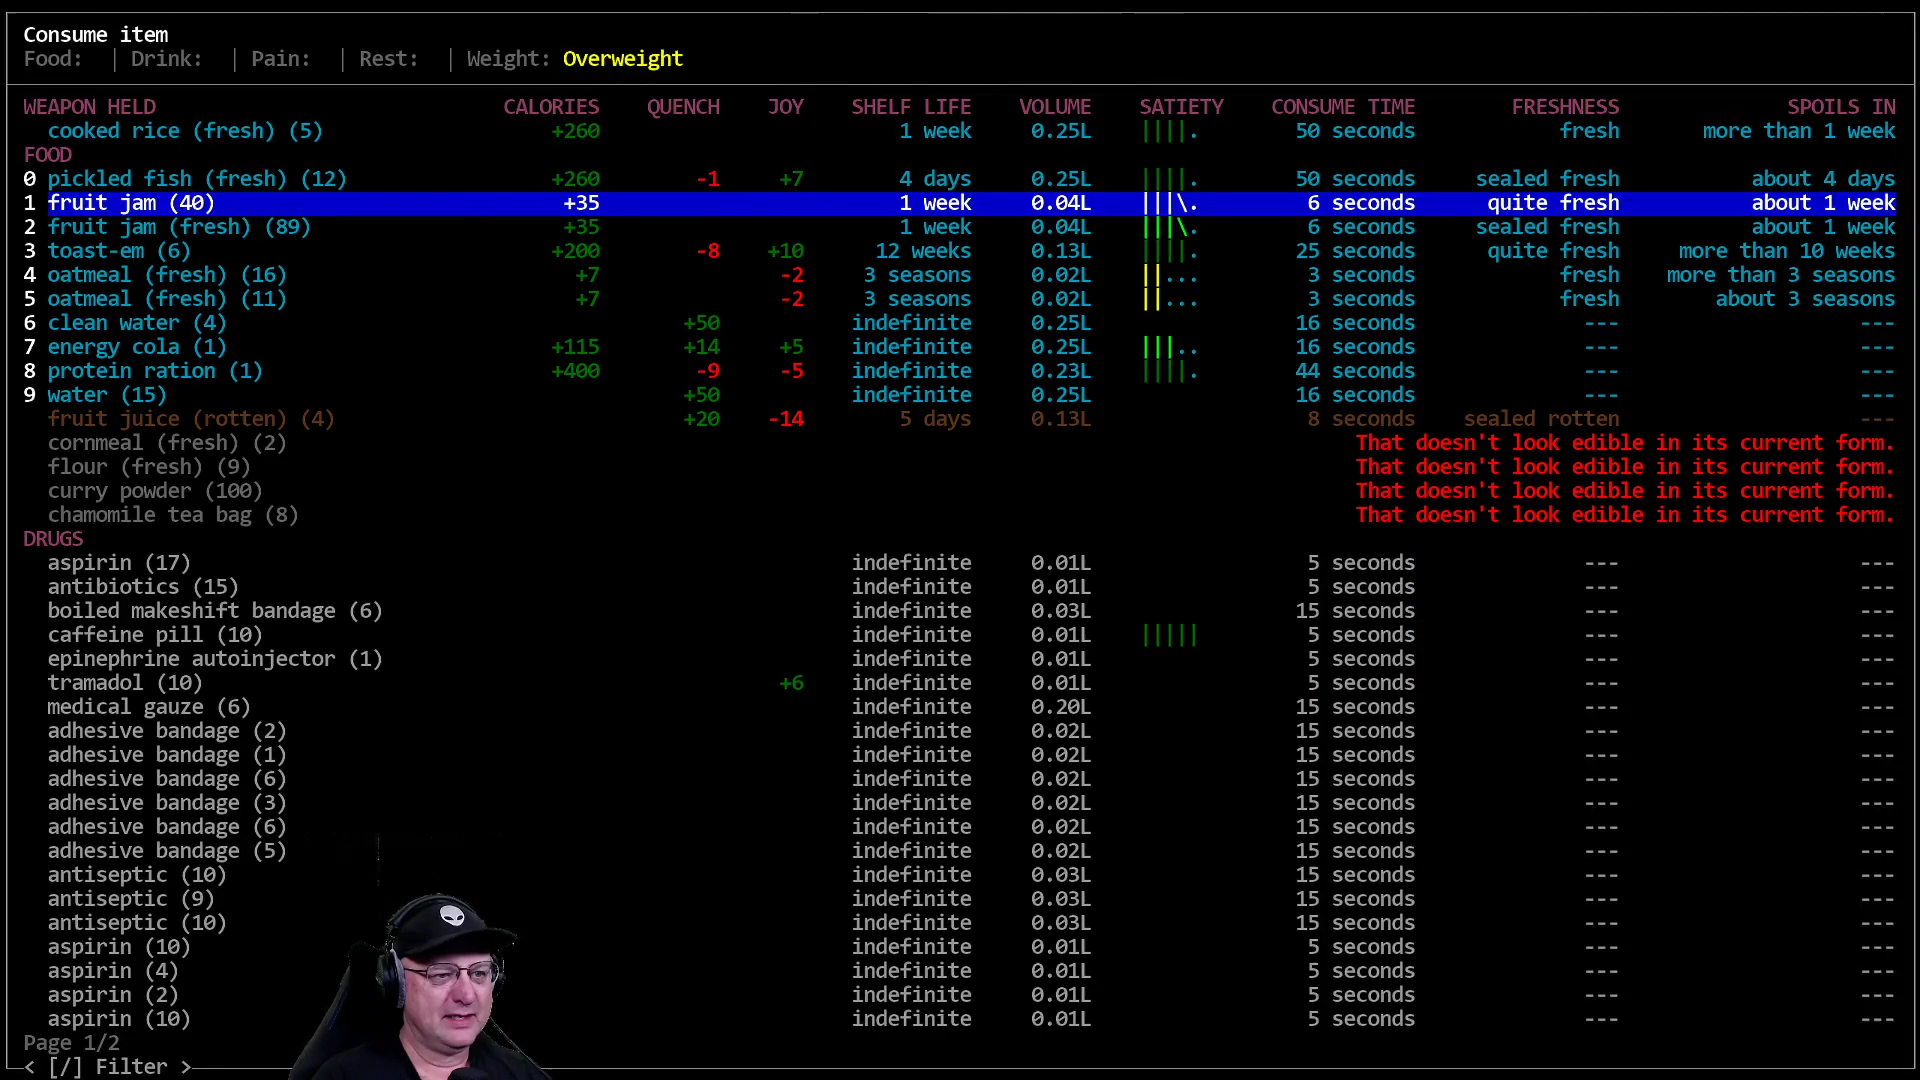 Consume item
Food: | Drink: | Pain: | Rest: | Weight: Overweight
WEAPON HELD CALORIES QUENCH JOY SHELF LIFE VOLUME SATIETY CONSUME TIME FRESHNESS SPOILS IN
cooked rice (fresh) (5) +260 1 week 0.25L ||||. 50 seconds fresh more than 1 week
FOOD
0 pickled fish (fresh) (12) +260 -1 +7 4 days 0.25L ||||. 50 seconds sealed fresh about 4 days
1 fruit jam (40) +35 1 week 0.04L |||\. 6 seconds quite fresh about 1 week
2 fruit jam (fresh) (89) +35 1 week 0.04L |||\. 6 seconds sealed fresh about 1 week
3 toast-em (6) +200 -8 +10 12 weeks 0.13L ||||. 25 seconds quite fresh more than 10 weeks
4 oatmeal (fresh) (16) +7 -2 3 seasons 0.02L ||... 3 seconds fresh more than 3 seasons
5 oatmeal (fresh) (11) +7 -2 3 seasons 0.02L ||... 3 seconds fresh about 3 seasons
6 clean water (4) +50 indefinite 0.25L 16 seconds --- ---
7 energy cola (1) +115 +14 +5 indefinite 0.25L |||.. 16 seconds --- ---
8 protein ration (1) +400 -9 -5 indefinite 0.23L ||||. 44 seconds --- ---
9 water (15) +50 indefinite 0.25L 16 seconds --- ---
fruit juice (rotten) (4) +20 -14 5 days 0.13L 8 seconds sealed rotten ---
cornmeal (fresh) (2) That doesn't look edible in its current form.
flour (fresh) (9) That doesn't look edible in its current form.
curry powder (100) That doesn't look edible in its current form.
chamomile tea bag (8) That doesn't look edible in its current form.
DRUGS
aspirin (17) indefinite 0.01L 5 seconds --- ---
antibiotics (15) indefinite 0.01L 5 seconds --- ---
boiled makeshift bandage (6) indefinite 0.03L 15 seconds --- ---
caffeine pill (10) indefinite 0.01L ||||| 5 seconds --- ---
epinephrine autoinjector (1) indefinite 0.01L 5 seconds --- ---
tramadol (10) +6 indefinite 0.01L 5 seconds --- ---
medical gauze (6) indefinite 0.20L 15 seconds --- ---
adhesive bandage (2) indefinite 0.02L 15 seconds --- ---
adhesive bandage (1) indefinite 0.02L 15 seconds --- ---
adhesive bandage (6) indefinite 0.02L 15 seconds --- ---
adhesive bandage (3) indefinite 0.02L 15 seconds --- ---
adhesive bandage (6) indefinite 0.02L 15 seconds --- ---
adhesive bandage (5) indefinite 0.02L 15 seconds --- ---
antiseptic (10) indefinite 0.03L 15 seconds --- ---
antiseptic (9) indefinite 0.03L 15 seconds --- ---
antiseptic (10) indefinite 0.03L 15 seconds --- ---
aspirin (10) indefinite 0.01L 5 seconds --- ---
aspirin (4) indefinite 0.01L 5 seconds --- ---
aspirin (2) indefinite 0.01L 5 seconds --- ---
aspirin (10) indefinite 0.01L 5 seconds --- ---
Page 1/2
< [/] Filter >